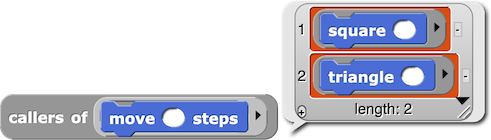 1 square -
2 triangle -
+ length: 2
callers of move steps